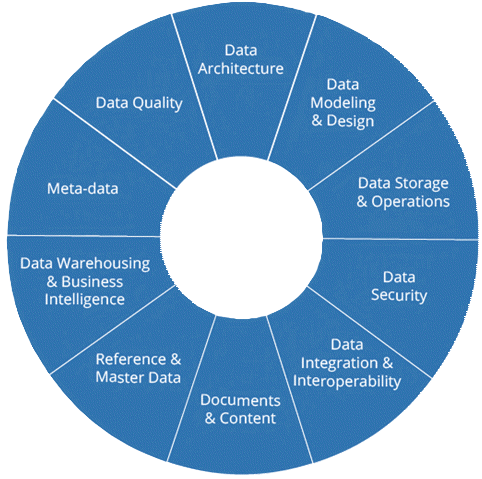 Data
Architecture
Data
Modeling
& Design
Data Storage
& Operations
Data
Security
Data
Integration &
Interoperability
Documents
& Content
Reference &
Master Data
Data Warehousing
& Business
Intelligence
Meta-data
Data Quality